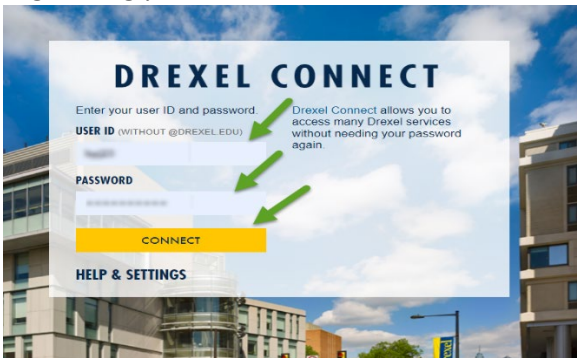 DREXEL CONNECT
Enter your user ID and password.
USER ID (WITHOUT @DREXEL.EDU)
PASSWORD
CONNECT
HELP & SETTINGS
Drexel Connect allows you to
access many Drexel services
without needing your password
again.